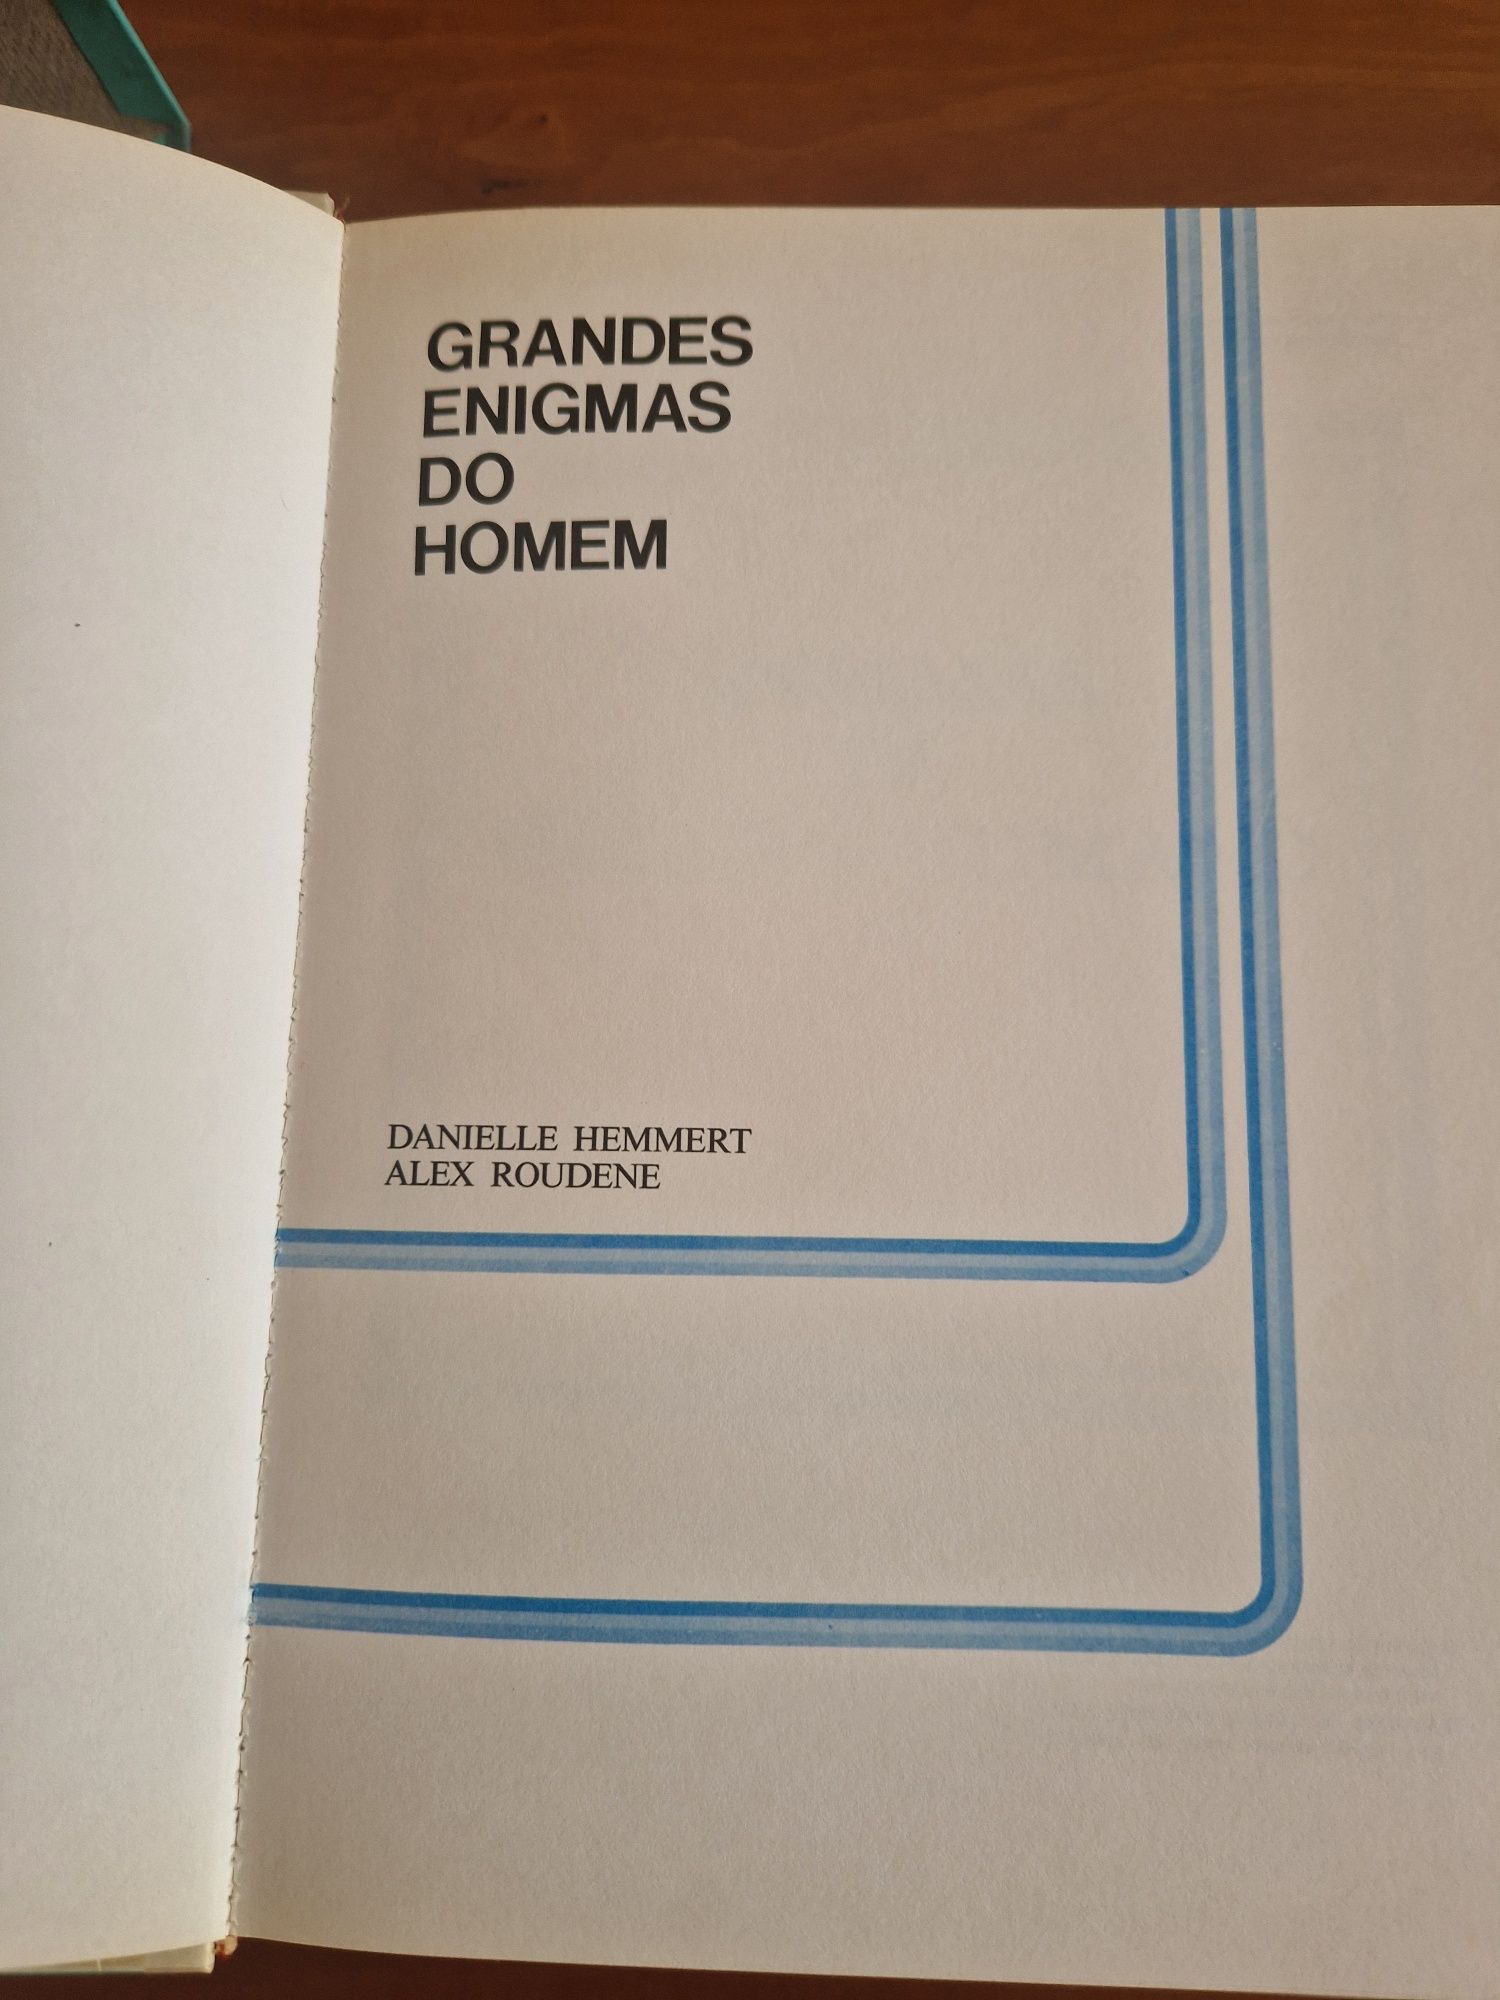 GRANDES
ENIGMAS
DO
HOMEM
DANIELLE HEMMERT
ALEX ROUDENE